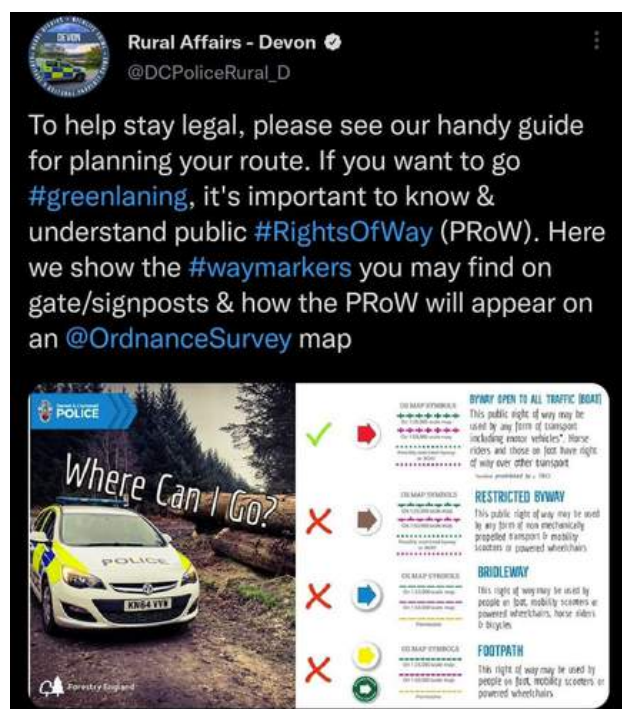 Rural Affairs - Devon
@DCPoliceRural_D
To help stay legal, please see our handy guide
for planning your route. If you want to go
#greenlaning, it's important to know &
understand public #RightsOfWay (PRoW). Here
we show the #waymarkers you may find on
gate/signposts & how the PRoW will appear on
an @OrdnanceSurvey map
POLICE
Where Can I Go?
POLICE
KN64 VYW
Forestry England
OS MAP SYMBOLS
BYWAY OPEN TO ALL TRAFFIC (BOAT)
This public right of way may be
used by any form of transport
including motor vehicles*. Horse
riders and those on foot have right
of way over other transport
OS MAP SYMBOLS
RESTRICTED BYWAY
This public right of way may be used
by any form of non mechanically
propelled transport & mobility
scooters or powered wheelchairs
OS MAP SYMBOLS
BRIDLEWAY
This right of way may be used by
people on foot, mobility scooters or
powered wheelchairs, horse riders
& bicycles
OS MAP SYMBOLS
FOOTPATH
This right of way may be used by
people on foot, mobility scooters or
powered wheelchairs